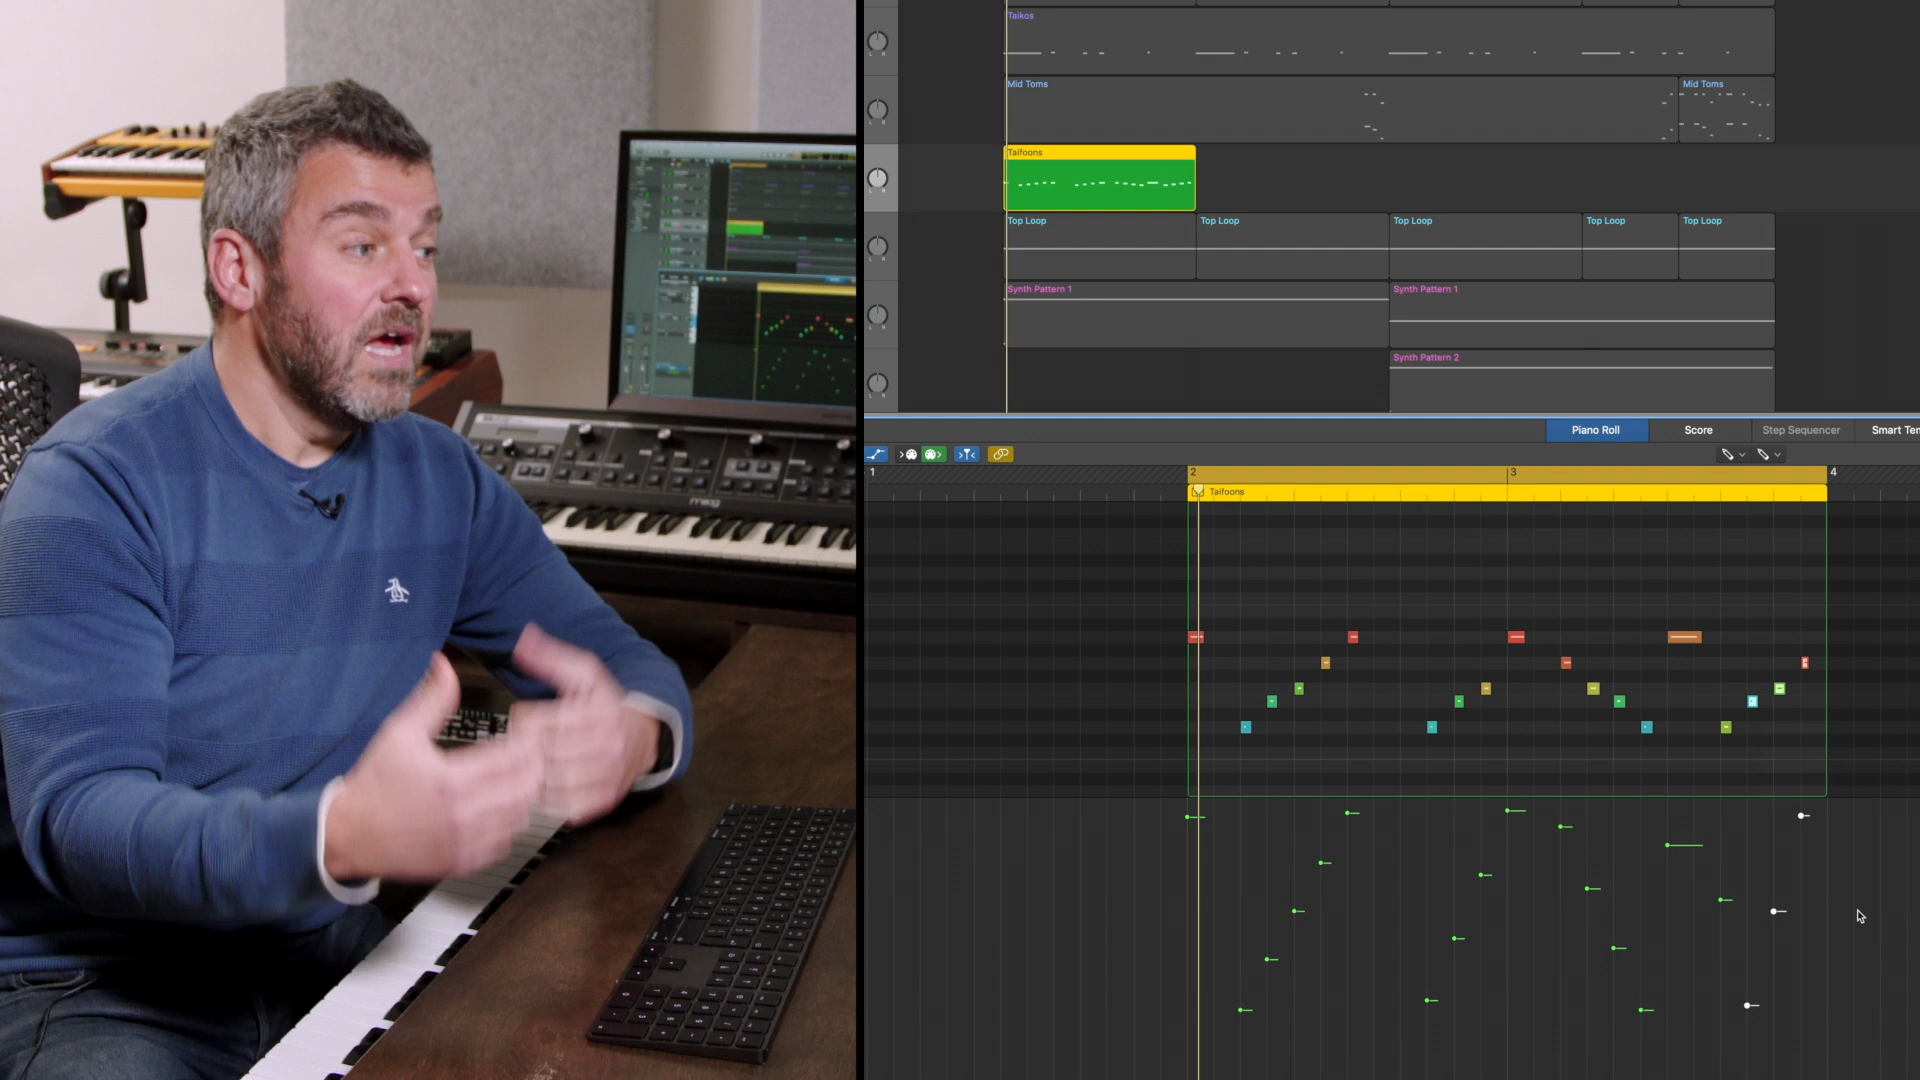 Taikos
Mid Toms
Mid Toms
Taifoons
Top Loop
Top Loop
Top Loop
Top Loop
Top Loop
Synth Pattern 1
Synth Pattern 1
Synth Pattern 2
Piano Roll
Score
Step Sequencer
Smart Tem
1
2
3
4
Taifoons
moog